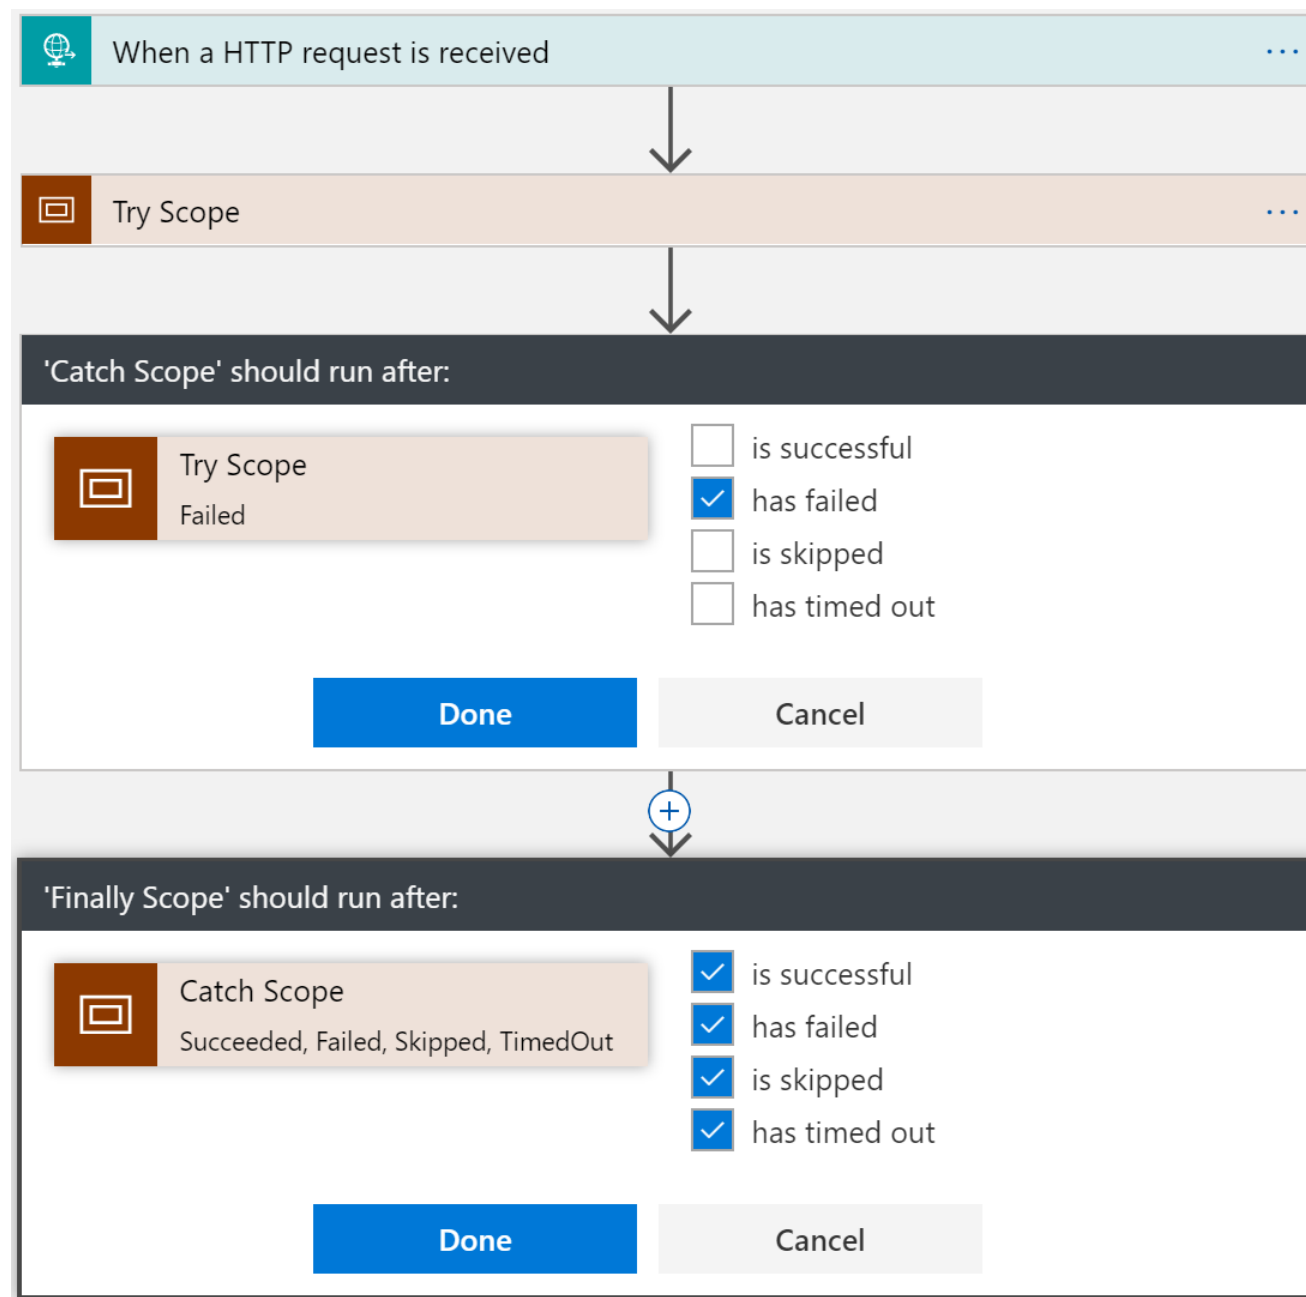 When a HTTP request is received
Try Scope
'Catch Scope' should run after:
Try Scope
Failed
is successful
has failed
is skipped
has timed out
Done
Cancel
'Finally Scope' should run after:
Catch Scope
Succeeded, Failed, Skipped, TimedOut
is successful
has failed
is skipped
has timed out
Done
Cancel